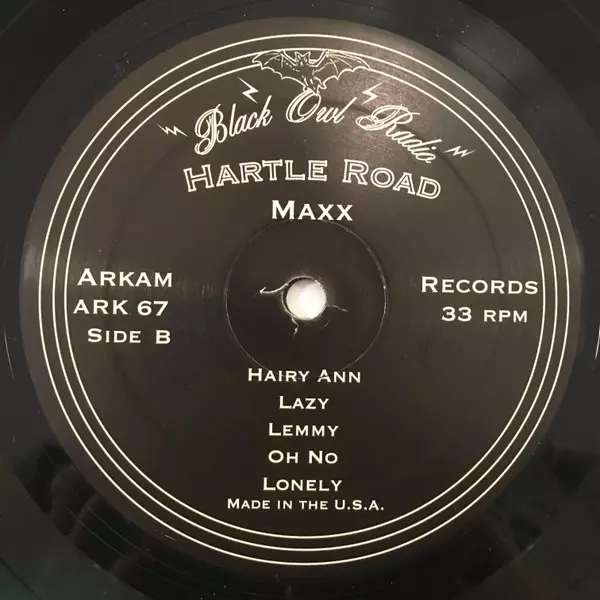 Black Owl Radio
HARTLE ROAD
MAXX
ARKAM
ARK 67
SIDE B
RECORDS
33 RPM
HAIRY ANN
LAZY
LEMMY
OH NO
LONELY
MADE IN THE U.S.A.